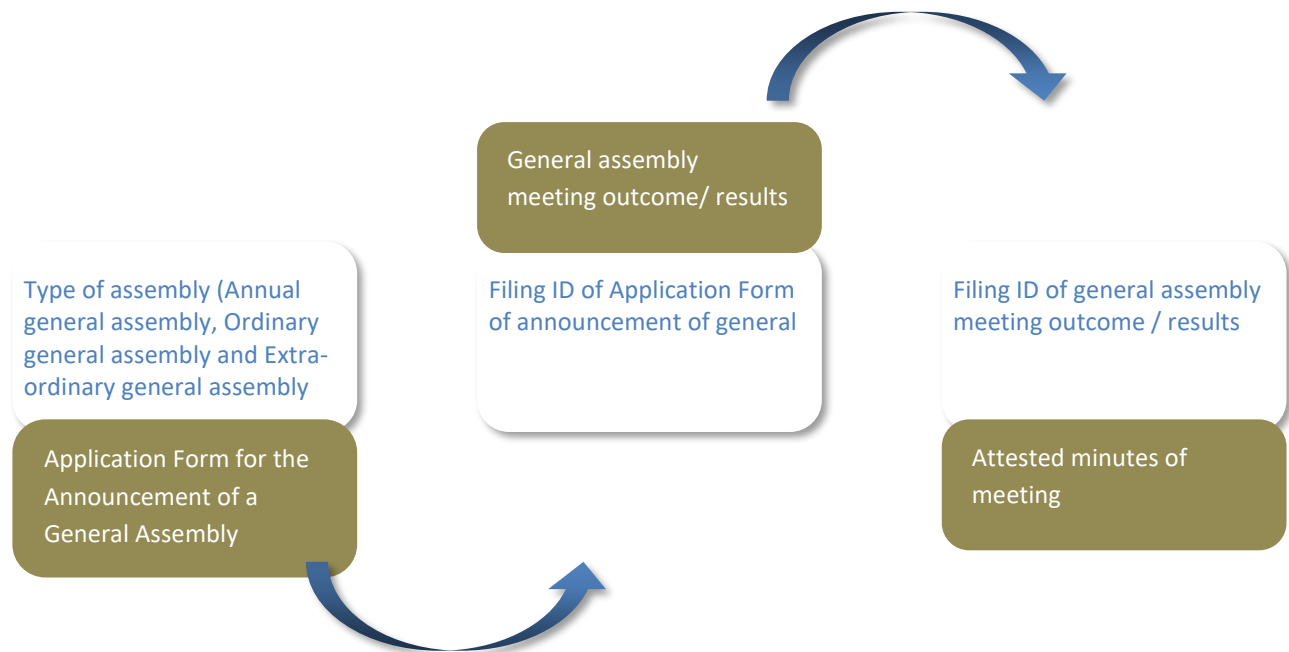 Type of assembly (Annual
general assembly, Ordinary
general assembly and Extra-
ordinary general assembly
Application Form for the
Announcement of a
General Assembly
General assembly
meeting outcome/ results
Filing ID of Application Form
of announcement of general
Filing ID of general assembly
meeting outcome / results
Attested minutes of
meeting